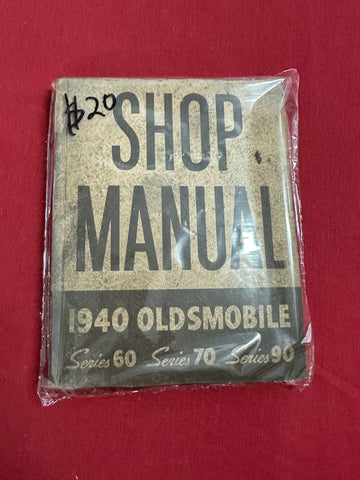 $20
SHOP
MANUAL
1940 OLDSMOBILE
Series 60 Series 70 Series 90